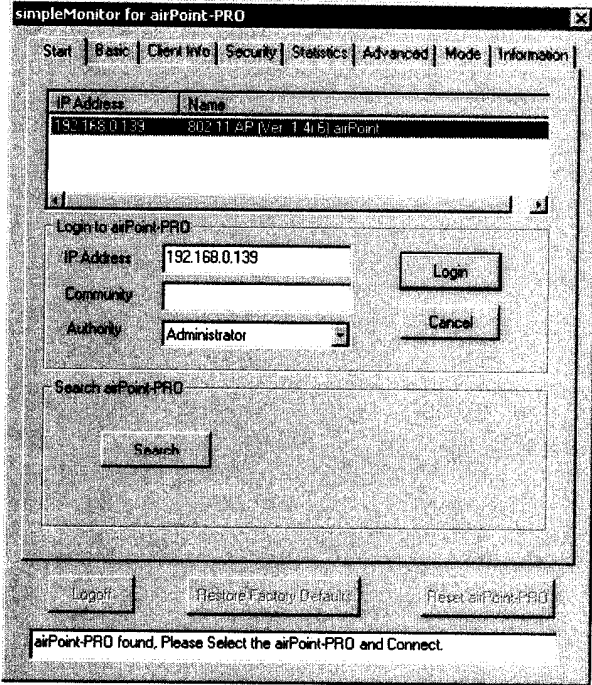 simpleMonitor for airPoint-PRO
Start Basic Client Info Security Statistics Advanced Mode Information
IP Address Name
192.168.0.139 802.11 AP [Ver. 1.4r6] airPoint
Login to airPoint-PRO
IP Address 192.168.0.139
Login
Community
Cancel
Authority Administrator
Search airPoint-PRO
Search
Logoff Restore Factory Default Reset airPoint-PRO
airPoint-PRO found, Please Select the airPoint-PRO and Connect.